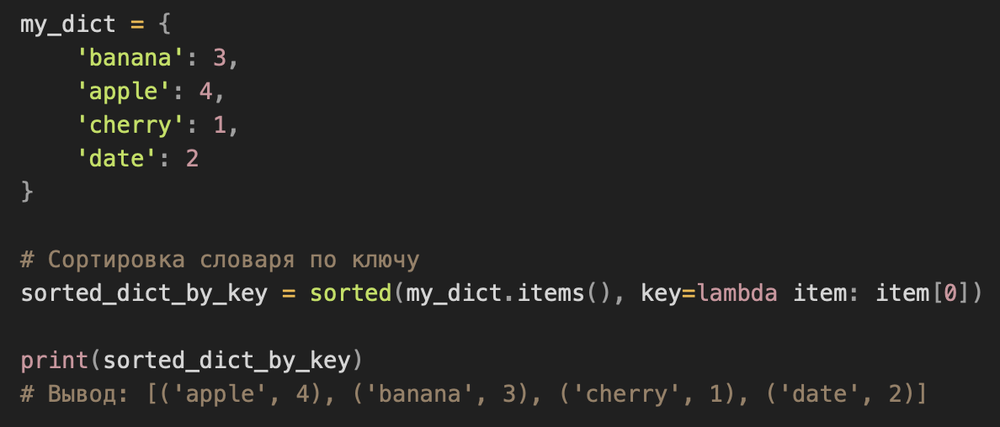 my_dict = {
    'banana': 3,
    'apple': 4,
    'cherry': 1,
    'date': 2
}
# Сортировка словаря по ключу
sorted_dict_by_key = sorted(my_dict.items(), key=lambda item: item[0])
print(sorted_dict_by_key)
# Вывод: [('apple', 4), ('banana', 3), ('cherry', 1), ('date', 2)]